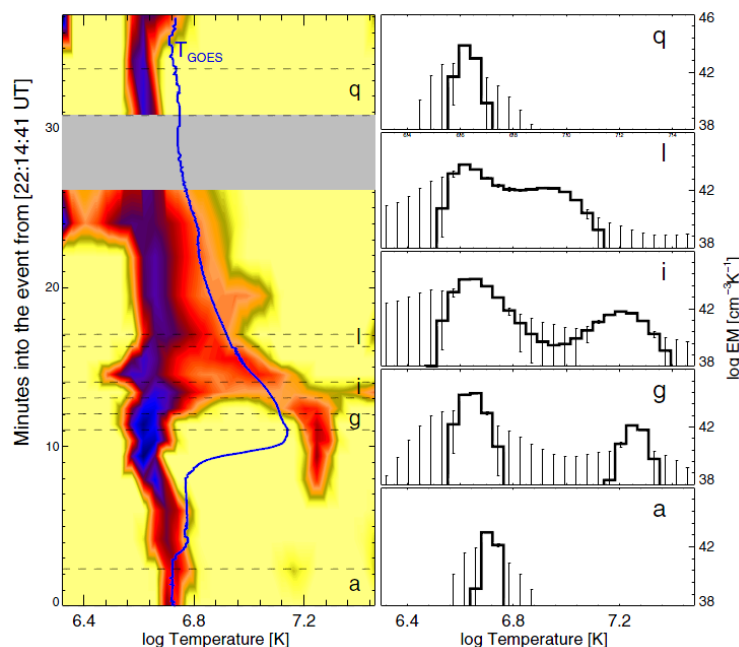 Minutes into the event from [22:14:41 UT]
30
20
10
0
T GOES
q
l
i
g
a
6.4 6.8 7.2
log Temperature [K]
q
46
42
38
l
42
38
i
42
38
g
42
38
a
42
38
6.4 6.8 7.2
log Temperature [K]
log EM [cm⁻³K⁻¹]